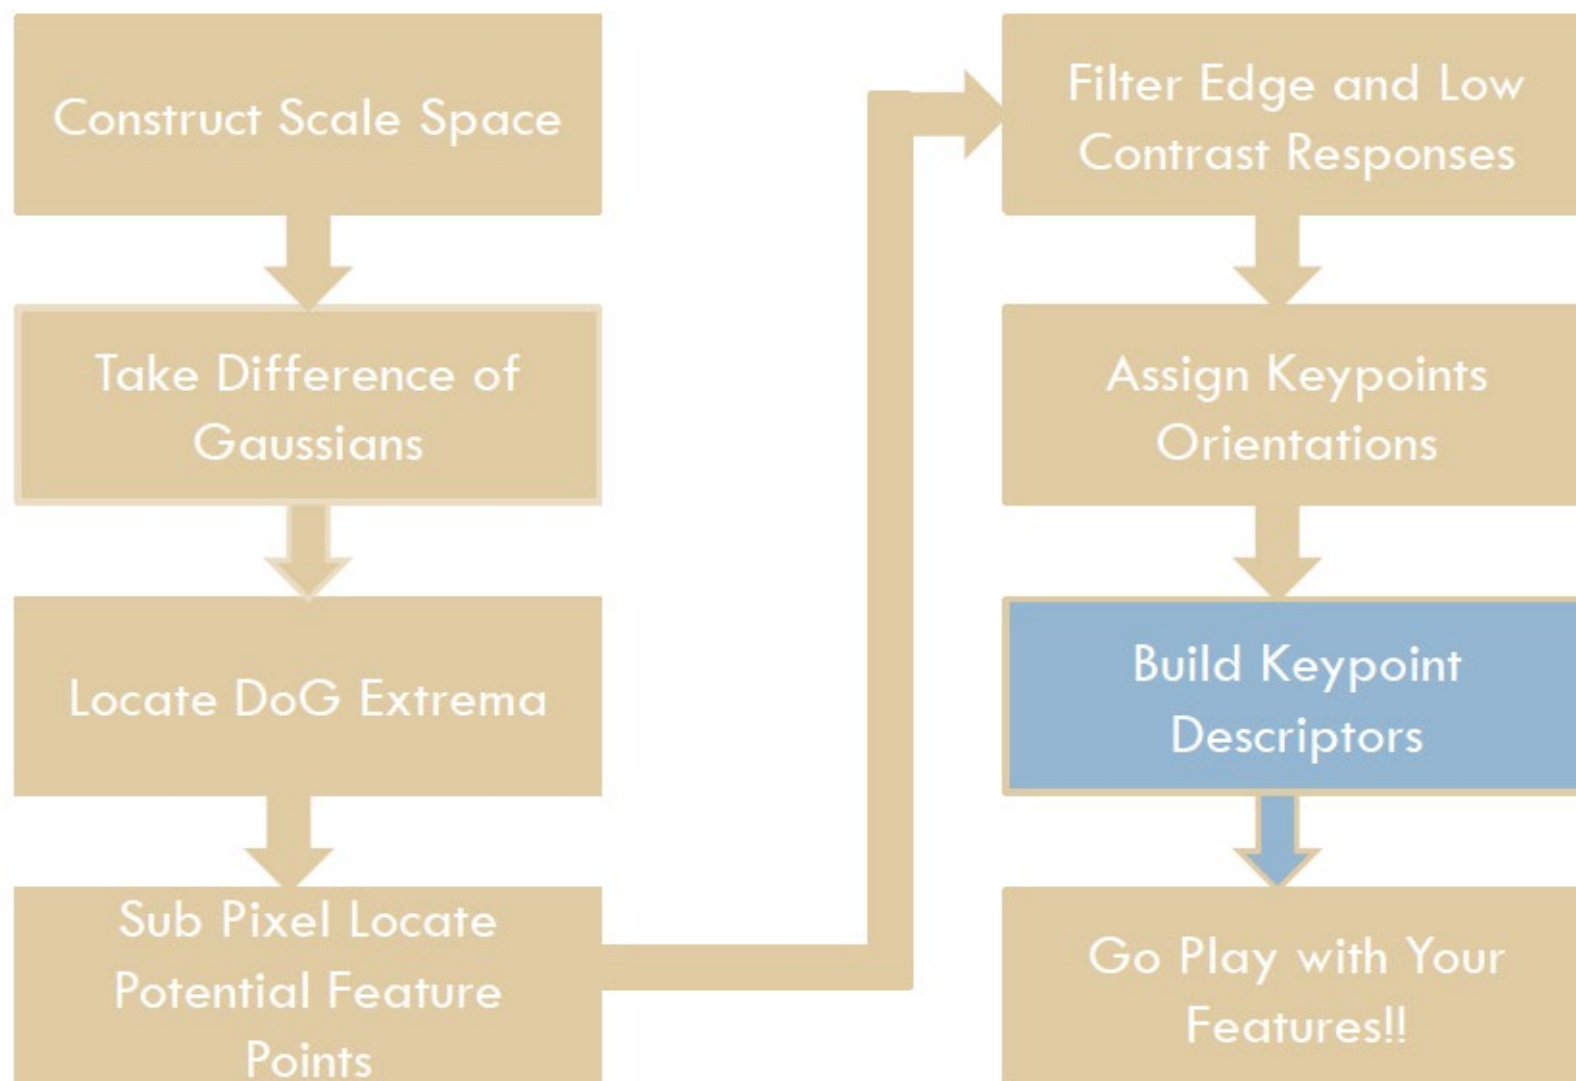 Construct Scale Space
Take Difference of
Gaussians
Locate DoG Extrema
Sub Pixel Locate
Potential Feature
Points
Filter Edge and Low
Contrast Responses
Assign Keypoints
Orientations
Build Keypoint
Descriptors
Go Play with Your
Features!!